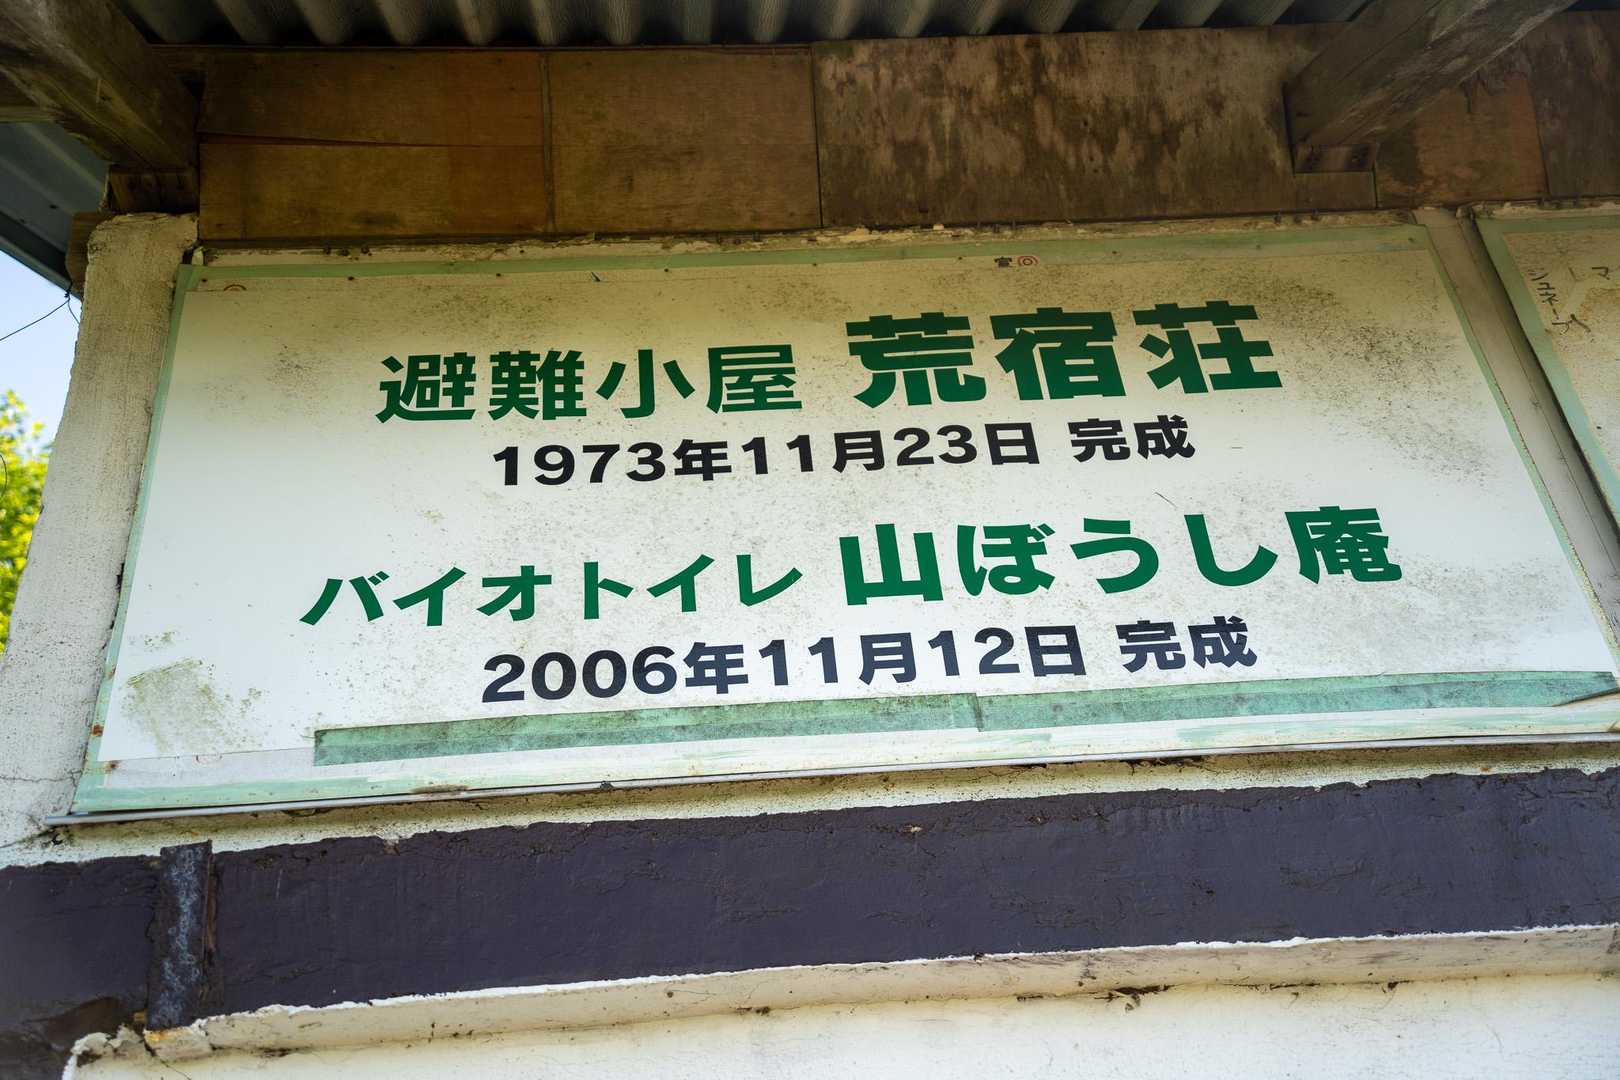 避難小屋 荒宿荘
1973年11月23日 完成
バイオトイレ 山ぼうし庵
2006年11月12日 完成